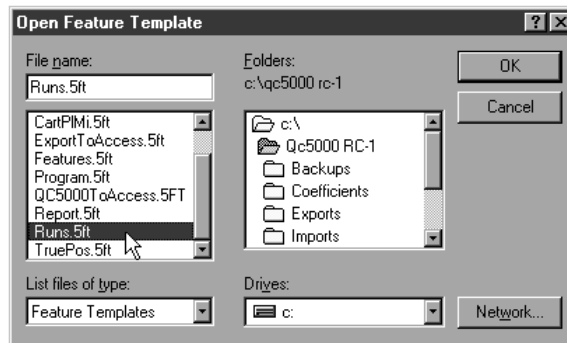 Open Feature Template
File name:
Runs.5ft
CartPlMi.5ft
ExportToAccess.5ft
Features.5ft
Program.5ft
QC5000ToAccess.5FT
Report.5ft
Runs.5ft
TruePos.5ft
List files of type:
Feature Templates
Folders:
c:\qc5000 rc-1
c:\
Qc5000 RC-1
Backups
Coefficients
Exports
Imports
Drives:
c:
OK
Cancel
Network...